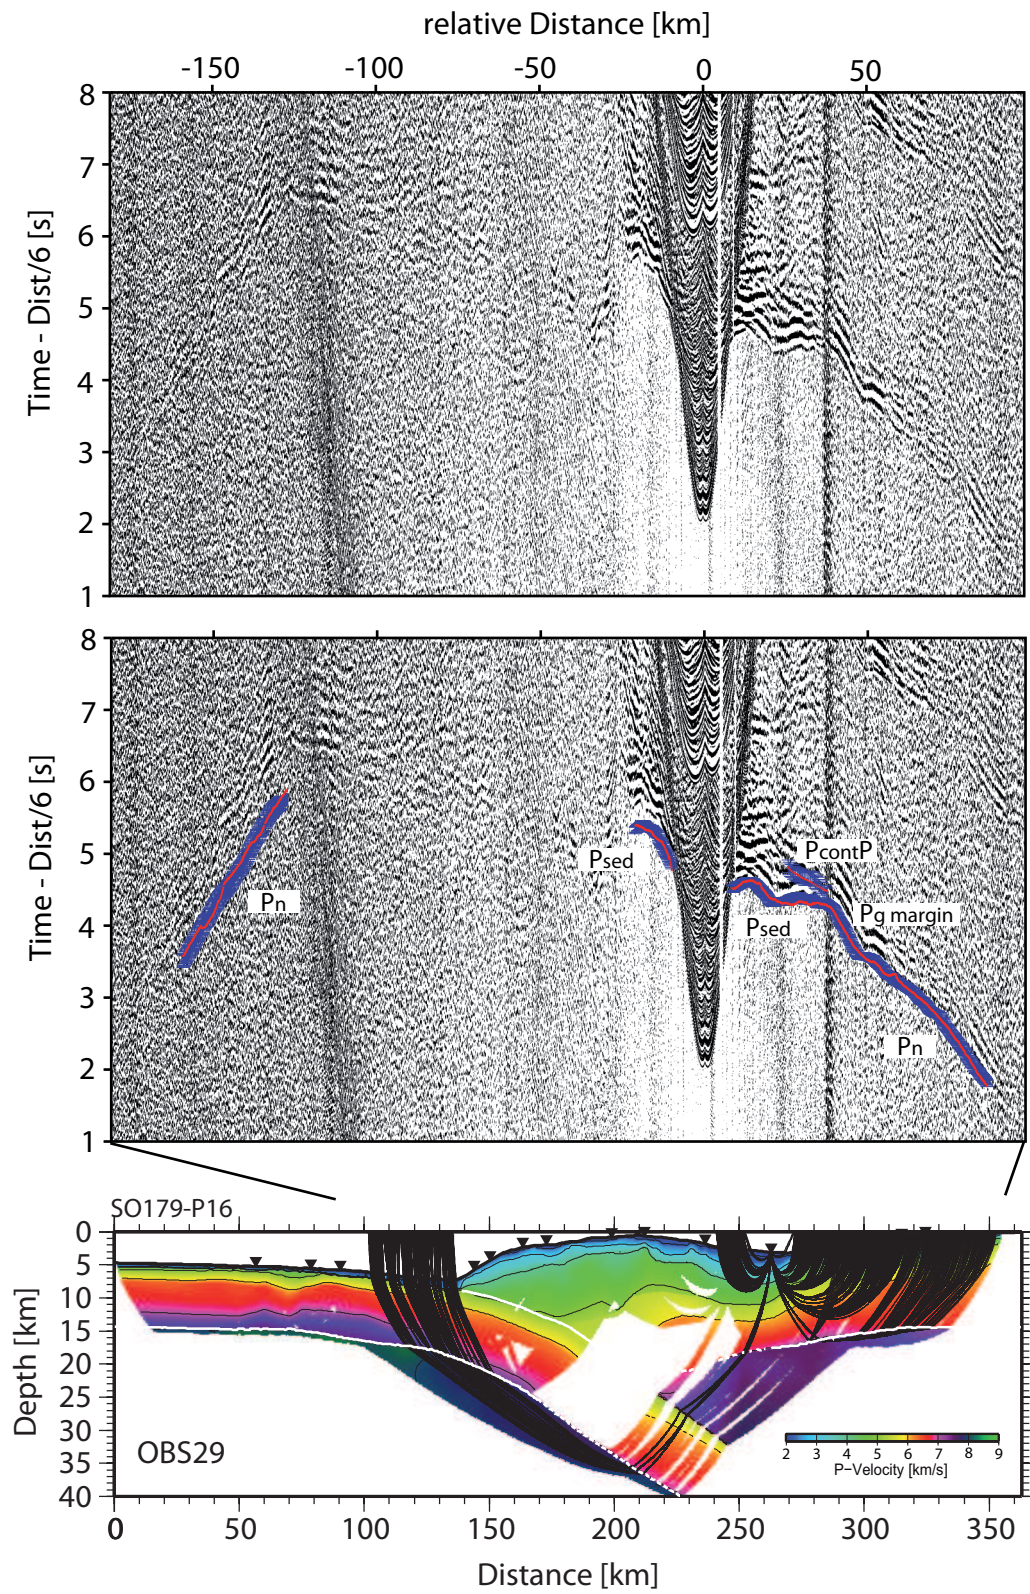 relative Distance [km]
-150 -100 -50 0 50
8
7
6
5
4
3
2
1
Time - Dist/6 [s]
8
7
6
5
4
3
2
1
Time - Dist/6 [s]
Pn
Psed
Psed
PcontP
Pg margin
Pn
SO179-P16
0
5
10
15
20
25
30
35
40
Depth [km]
OBS29
2 3 4 5 6 7 8 9
P-Velocity [km/s]
0 50 100 150 200 250 300 350
Distance [km]